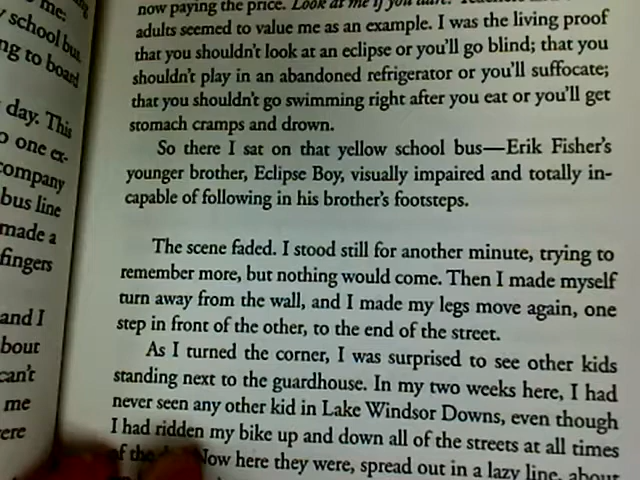 me:
y school bus
ng to board
day. This
o one ex-
company
bus line
made a
fingers
and I
bout
can't
me
ere
now paying the price. Look at me if you dare.
adults seemed to value me as an example. I was the living proof
that you shouldn't look at an eclipse or you'll go blind; that you
shouldn't play in an abandoned refrigerator or you'll suffocate;
that you shouldn't go swimming right after you eat or you'll get
stomach cramps and drown.
So there I sat on that yellow school bus—Erik Fisher's
younger brother, Eclipse Boy, visually impaired and totally in-
capable of following in his brother's footsteps.
The scene faded. I stood still for another minute, trying to
remember more, but nothing would come. Then I made myself
turn away from the wall, and I made my legs move again, one
step in front of the other, to the end of the street.
As I turned the corner, I was surprised to see other kids
standing next to the guardhouse. In my two weeks here, I had
never seen any other kid in Lake Windsor Downs, even though
I had ridden my bike up and down all of the streets at all times
of the Now here they were, spread out in a lazy line, about